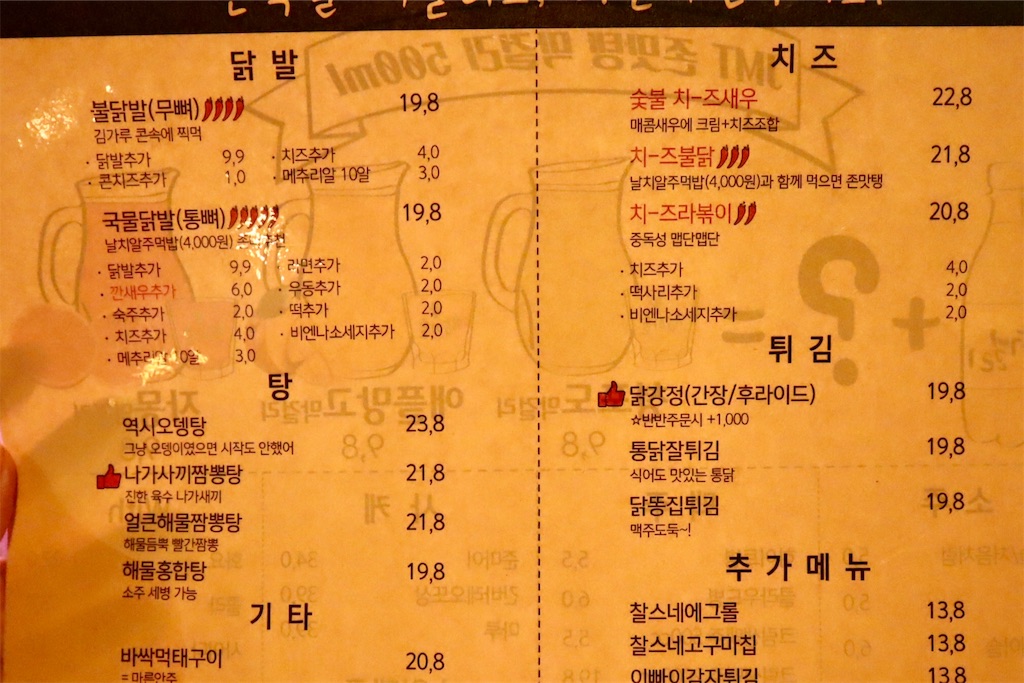 닭 발
불닭발(무뼈) 19,8
김가루 콘속에 찍먹
· 닭발추가 9,9 · 치즈추가 4,0
· 콘치즈추가 1,0 · 메추리알 10알 3,0
국물닭발(통뼈) 19,8
날치알주먹밥(4,000원)
· 닭발추가 9,9 · 라면추가 2,0
· 깐새우추가 6,0 · 우동추가 2,0
· 숙주추가 2,0 · 떡추가 2,0
· 치즈추가 4,0 · 비엔나소세지추가 2,0
· 메추리알 10알 3,0
탕
역시오뎅탕 23,8
그냥 오뎅이였으면 시작도 안했어
나가사끼짬뽕탕 21,8
진한 육수 나가새끼
얼큰해물짬뽕탕 21,8
해물듬뿍 빨간짬뽕
해물홍합탕 19,8
소주 세병 가능
기 타
바싹먹태구이 20,8
= 마른안주
치 즈
숯불 치-즈새우 22,8
매콤새우에 크림+치즈조합
치-즈불닭 21,8
날치알주먹밥(4,000원)과 함께 먹으면 존맛탱
치-즈라볶이 20,8
중독성 맵단맵단
· 치즈추가 4,0
· 떡사리추가 2,0
· 비엔나소세지추가 2,0
튀 김
닭강정(간장/후라이드) 19,8
☆반반주문시 +1,000
통닭잘튀김 19,8
식어도 맛있는 통닭
닭똥집튀김 19,8
맥주도둑~!
추 가 메 뉴
찰스네에그롤 13,8
찰스네고구마칩 13,8
이빠이감자튀김 13,8